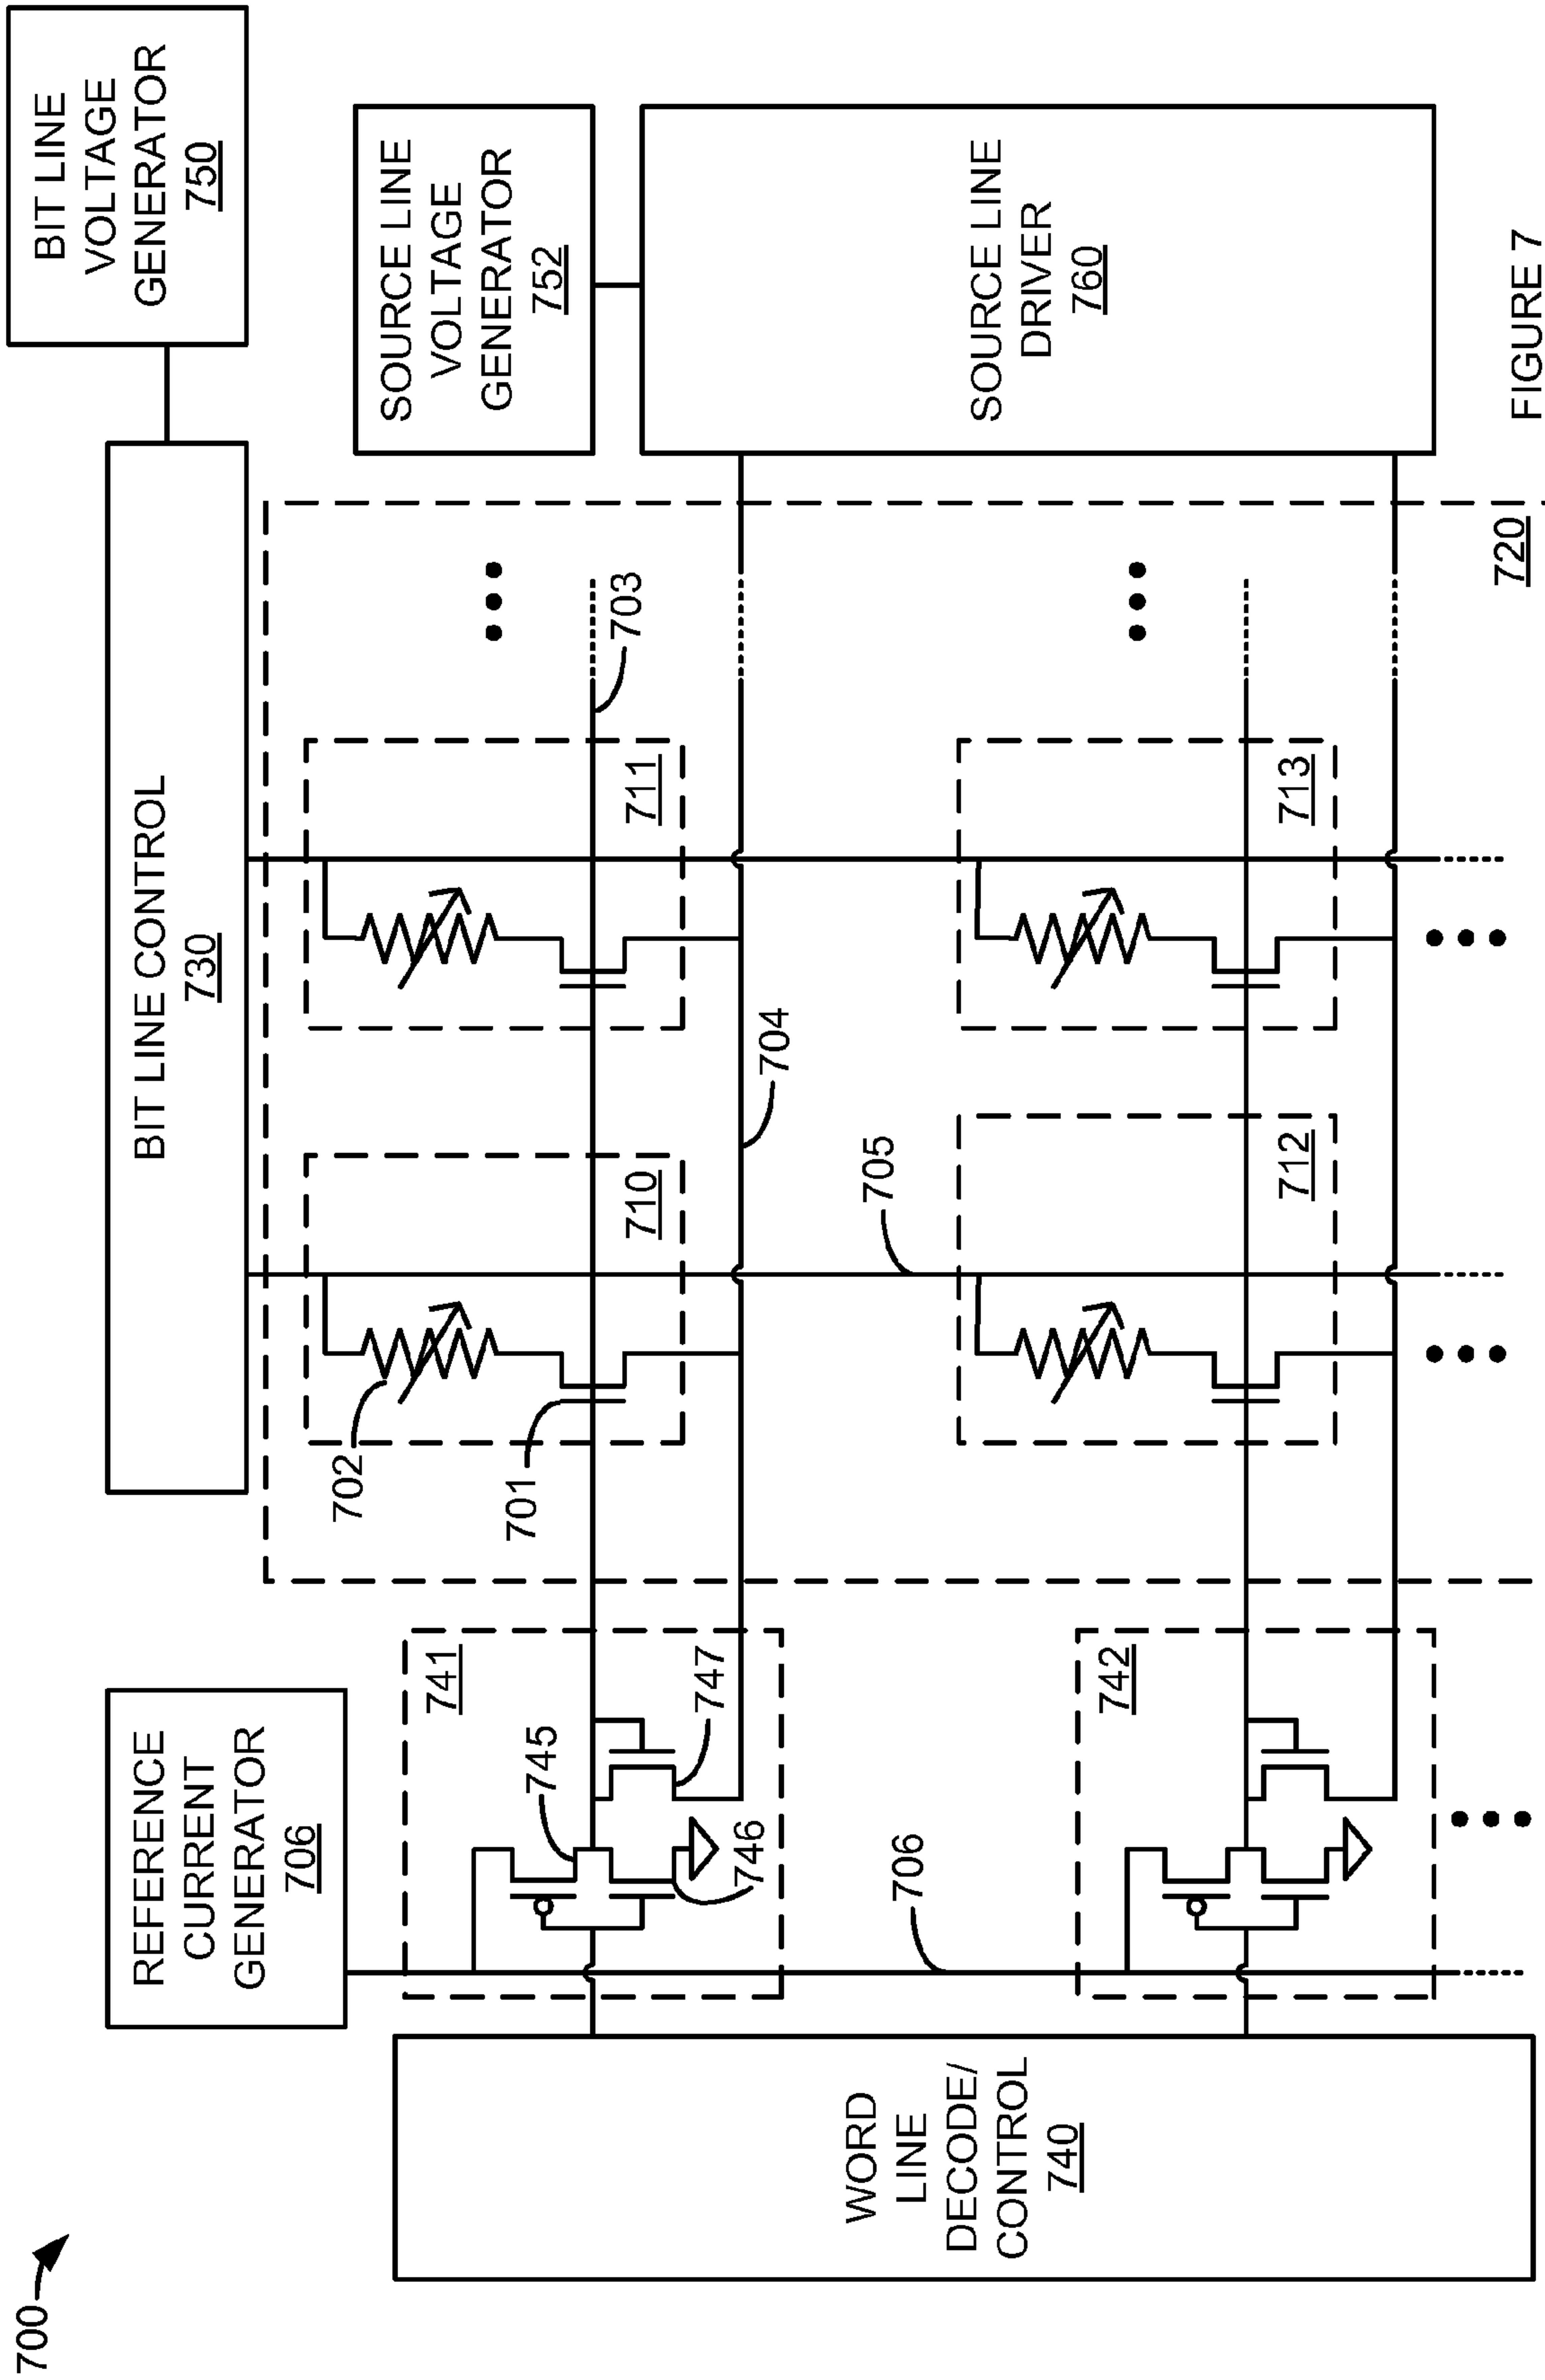 700
REFERENCE
CURRENT
GENERATOR
706
BIT LINE CONTROL
730
BIT LINE
VOLTAGE
GENERATOR
750
WORD
LINE
DECODE/
CONTROL
740
741
745
746
747
706
742
702
701
710
711
703
704
705
712
713
720
SOURCE LINE
VOLTAGE
GENERATOR
752
SOURCE LINE
DRIVER
760
FIGURE 7